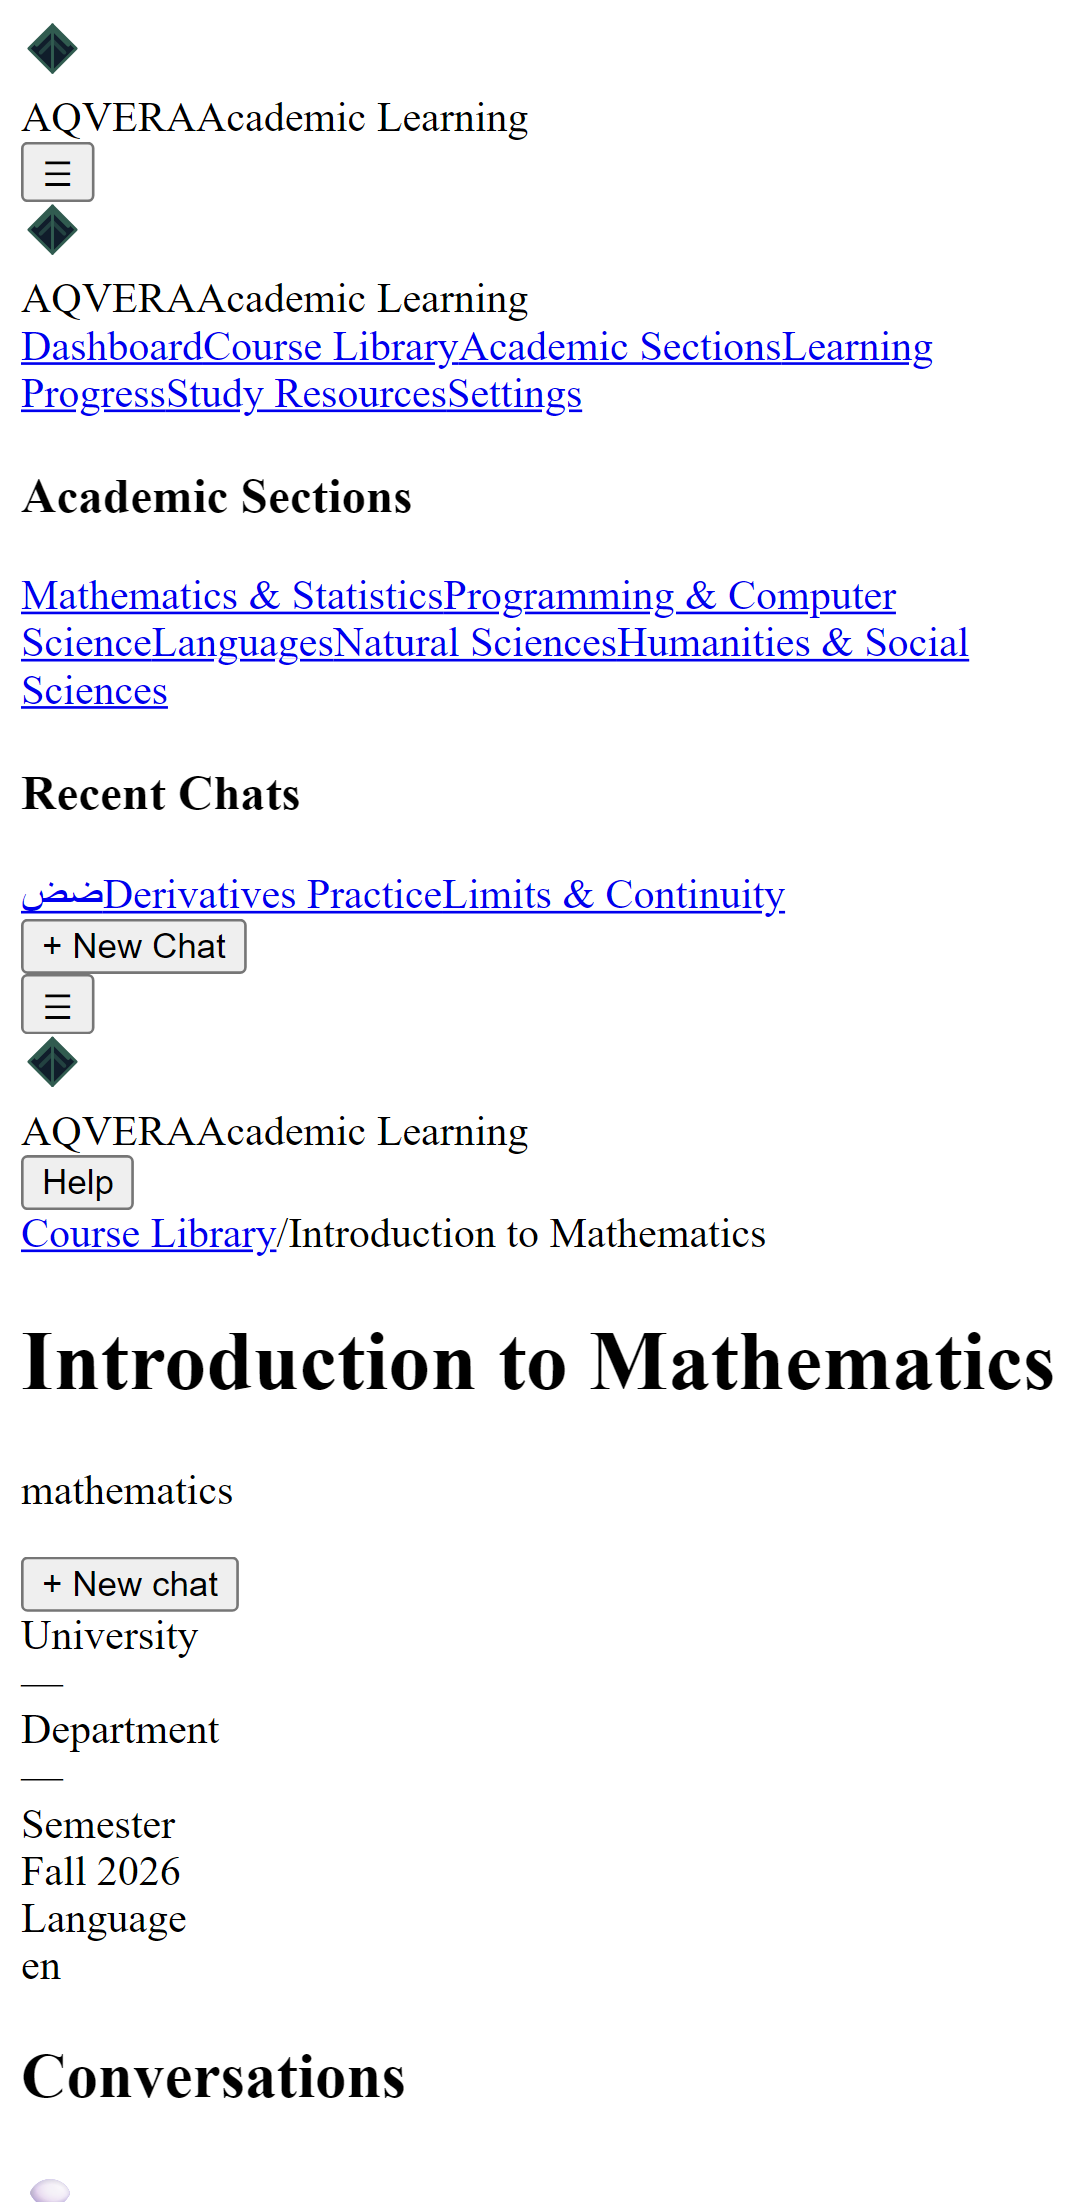 AQVERAAcademic Learning
☰
AQVERAAcademic Learning
DashboardCourse LibraryAcademic SectionsLearning
ProgressStudy ResourcesSettings
Academic Sections
Mathematics & StatisticsProgramming & Computer
ScienceLanguagesNatural SciencesHumanities & Social
Sciences
Recent Chats
ضضDerivatives PracticeLimits & Continuity
+ New Chat
☰
AQVERAAcademic Learning
Help
Course Library/Introduction to Mathematics
Introduction to Mathematics
mathematics
+ New chat
University
—
Department
—
Semester
Fall 2026
Language
en
Conversations